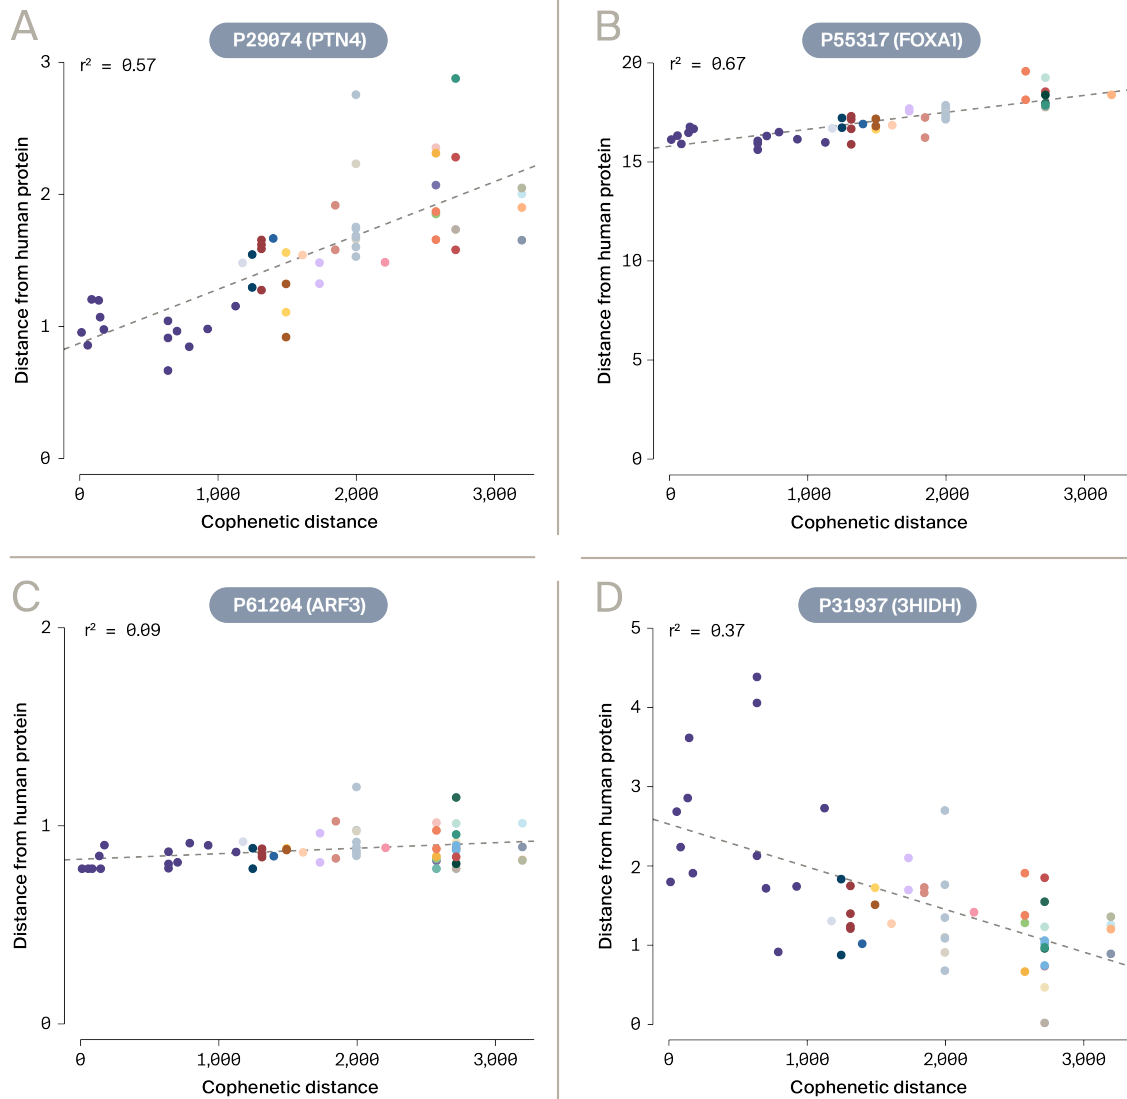 A
P29074 (PTN4)
r² = 0.57
3
2
1
0
Distance from human protein
0 1,000 2,000 3,000
Cophenetic distance
B
P55317 (FOXA1)
r² = 0.67
20
15
10
5
0
Distance from human protein
0 1,000 2,000 3,000
Cophenetic distance
C
P61204 (ARF3)
r² = 0.09
2
1
0
Distance from human protein
0 1,000 2,000 3,000
Cophenetic distance
D
P31937 (3HIDH)
r² = 0.37
5
4
3
2
1
0
Distance from human protein
0 1,000 2,000 3,000
Cophenetic distance